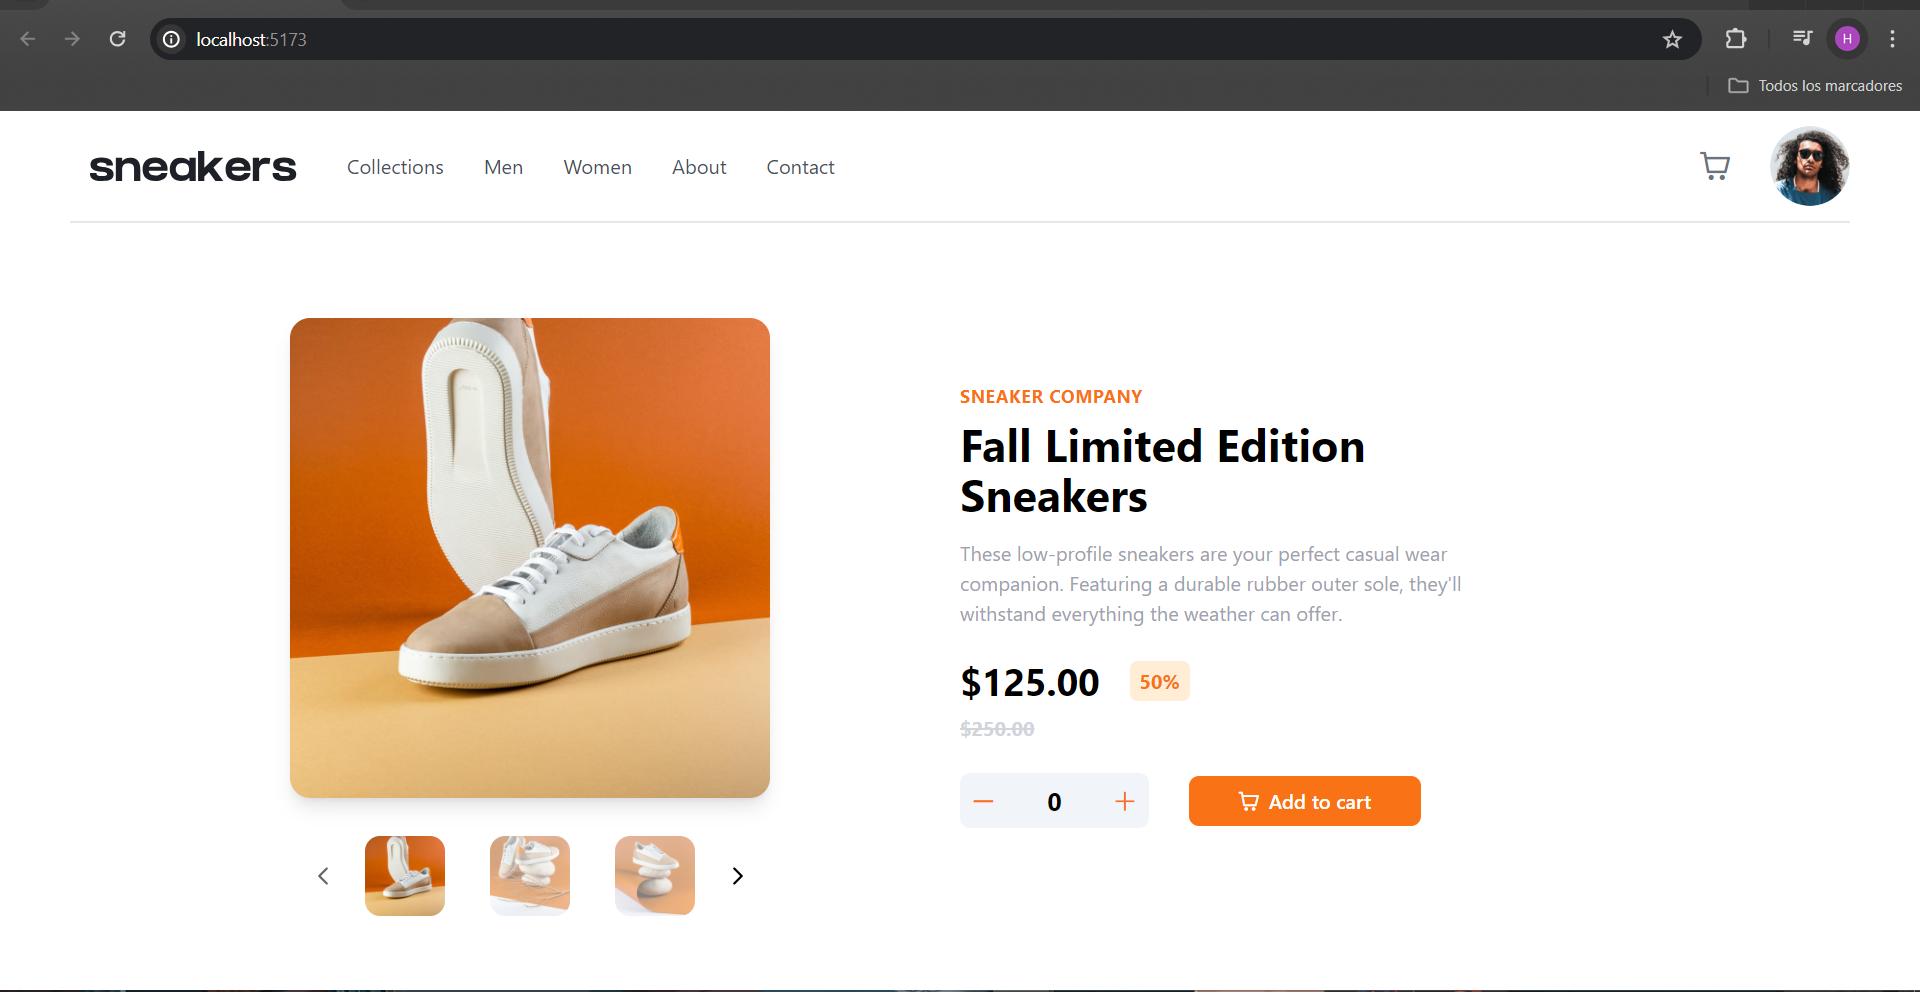 localhost:5173
H
Todos los marcadores
sneakers Collections Men Women About Contact
SNEAKER COMPANY
Fall Limited Edition
Sneakers
These low-profile sneakers are your perfect casual wear
companion. Featuring a durable rubber outer sole, they'll
withstand everything the weather can offer.
$125.00 50%
$250.00
0 Add to cart